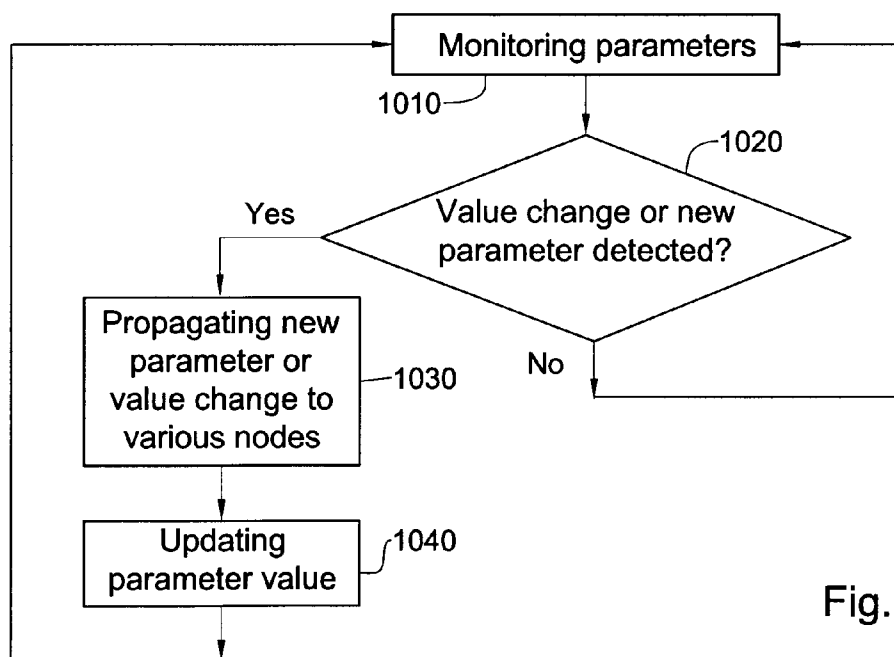 Monitoring parameters
1010
1020
Value change or new
parameter detected?
Yes
No
Propagating new
parameter or
value change to
various nodes
1030
Updating
parameter value
1040
Fig.